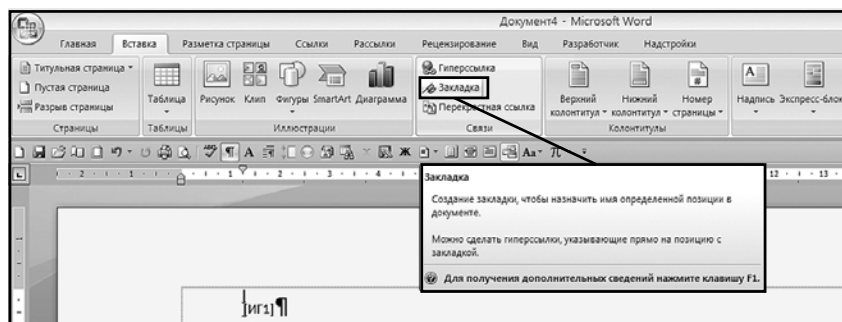 Документ4 - Microsoft Word
Главная Вставка Разметка страницы Ссылки Рассылки Рецензирование Вид Разработчик Надстройки
Титульная страница
Пустая страница
Разрыв страницы
Страницы
Таблица
Таблицы
Рисунок Клип Фигуры SmartArt Диаграмма
Иллюстрации
Гиперссылка
Закладка
Перекрестная ссылка
Связи
Верхний колонтитул
Нижний колонтитул
Номер страницы
Колонтитулы
Надпись Экспресс-блок
Закладка
Создание закладки, чтобы назначить имя определенной позиции в
документе.
Можно сделать гиперссылки, указывающие прямо на позицию с
закладкой.
Для получения дополнительных сведений нажмите клавишу F1.
[ИГ1]¶